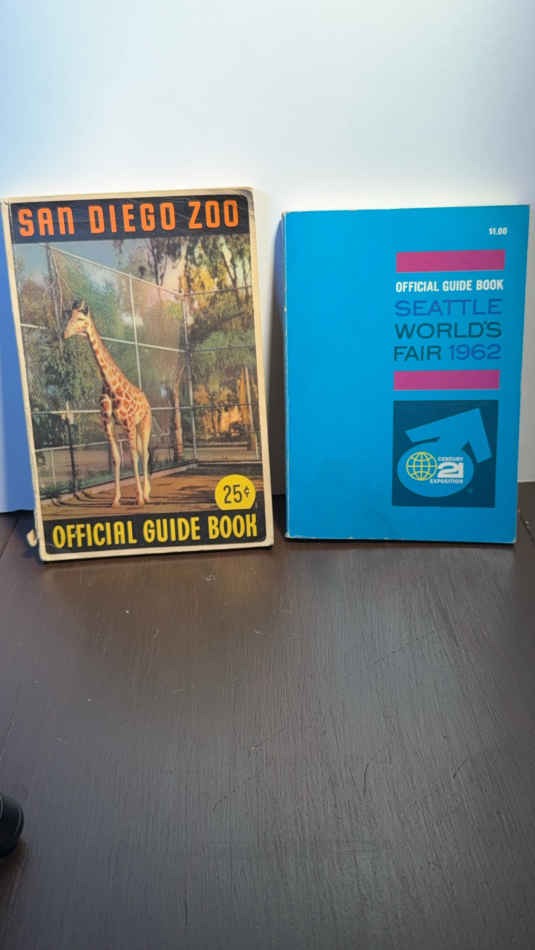 SAN DIEGO ZOO
25¢
OFFICIAL GUIDE BOOK
$1.00
OFFICIAL GUIDE BOOK
SEATTLE
WORLD'S
FAIR 1962
CENTURY
21
EXPOSITION